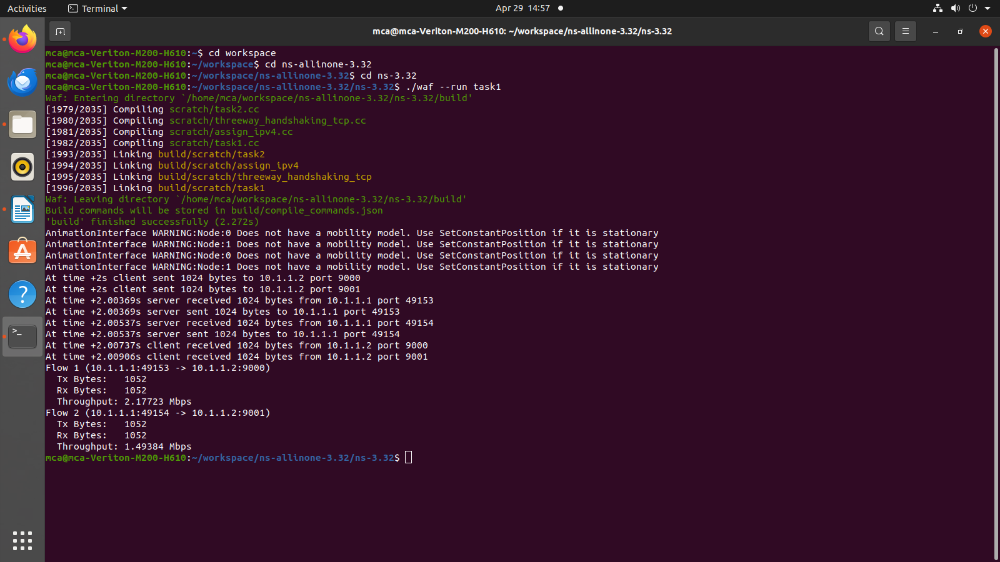 Activities Terminal Apr 29 14:57
mca@mca-Veriton-M200-H610: ~/workspace/ns-allinone-3.32/ns-3.32
mca@mca-Veriton-M200-H610:~$ cd workspace
mca@mca-Veriton-M200-H610:~/workspace$ cd ns-allinone-3.32
mca@mca-Veriton-M200-H610:~/workspace/ns-allinone-3.32$ cd ns-3.32
mca@mca-Veriton-M200-H610:~/workspace/ns-allinone-3.32/ns-3.32$ ./waf --run task1
Waf: Entering directory `/home/mca/workspace/ns-allinone-3.32/ns-3.32/build'
[1979/2035] Compiling scratch/task2.cc
[1980/2035] Compiling scratch/threeway_handshaking_tcp.cc
[1981/2035] Compiling scratch/assign_ipv4.cc
[1982/2035] Compiling scratch/task1.cc
[1993/2035] Linking build/scratch/task2
[1994/2035] Linking build/scratch/assign_ipv4
[1995/2035] Linking build/scratch/threeway_handshaking_tcp
[1996/2035] Linking build/scratch/task1
Waf: Leaving directory `/home/mca/workspace/ns-allinone-3.32/ns-3.32/build'
Build commands will be stored in build/compile_commands.json
'build' finished successfully (2.272s)
AnimationInterface WARNING:Node:0 Does not have a mobility model. Use SetConstantPosition if it is stationary
AnimationInterface WARNING:Node:1 Does not have a mobility model. Use SetConstantPosition if it is stationary
AnimationInterface WARNING:Node:0 Does not have a mobility model. Use SetConstantPosition if it is stationary
AnimationInterface WARNING:Node:1 Does not have a mobility model. Use SetConstantPosition if it is stationary
At time +2s client sent 1024 bytes to 10.1.1.2 port 9000
At time +2s client sent 1024 bytes to 10.1.1.2 port 9001
At time +2.00369s server received 1024 bytes from 10.1.1.1 port 49153
At time +2.00369s server sent 1024 bytes to 10.1.1.1 port 49153
At time +2.00537s server received 1024 bytes from 10.1.1.1 port 49154
At time +2.00537s server sent 1024 bytes to 10.1.1.1 port 49154
At time +2.00737s client received 1024 bytes from 10.1.1.2 port 9000
At time +2.00906s client received 1024 bytes from 10.1.1.2 port 9001
Flow 1 (10.1.1.1:49153 -> 10.1.1.2:9000)
  Tx Bytes:   1052
  Rx Bytes:   1052
  Throughput: 2.17723 Mbps
Flow 2 (10.1.1.1:49154 -> 10.1.1.2:9001)
  Tx Bytes:   1052
  Rx Bytes:   1052
  Throughput: 1.49384 Mbps
mca@mca-Veriton-M200-H610:~/workspace/ns-allinone-3.32/ns-3.32$